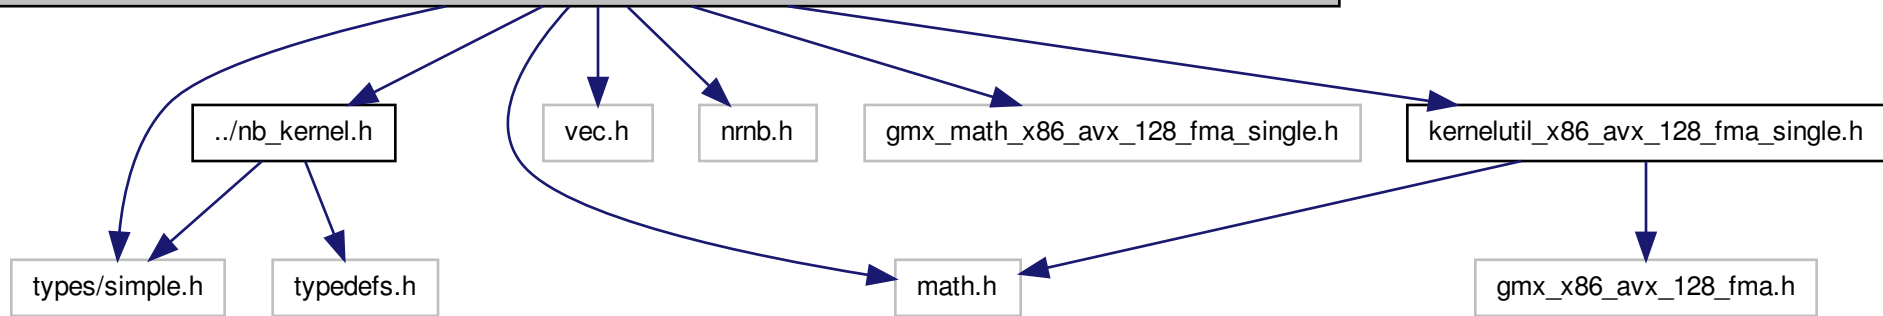 ../nb_kernel.h
vec.h
nrnb.h
gmx_math_x86_avx_128_fma_single.h
kernelutil_x86_avx_128_fma_single.h
types/simple.h
typedefs.h
math.h
gmx_x86_avx_128_fma.h